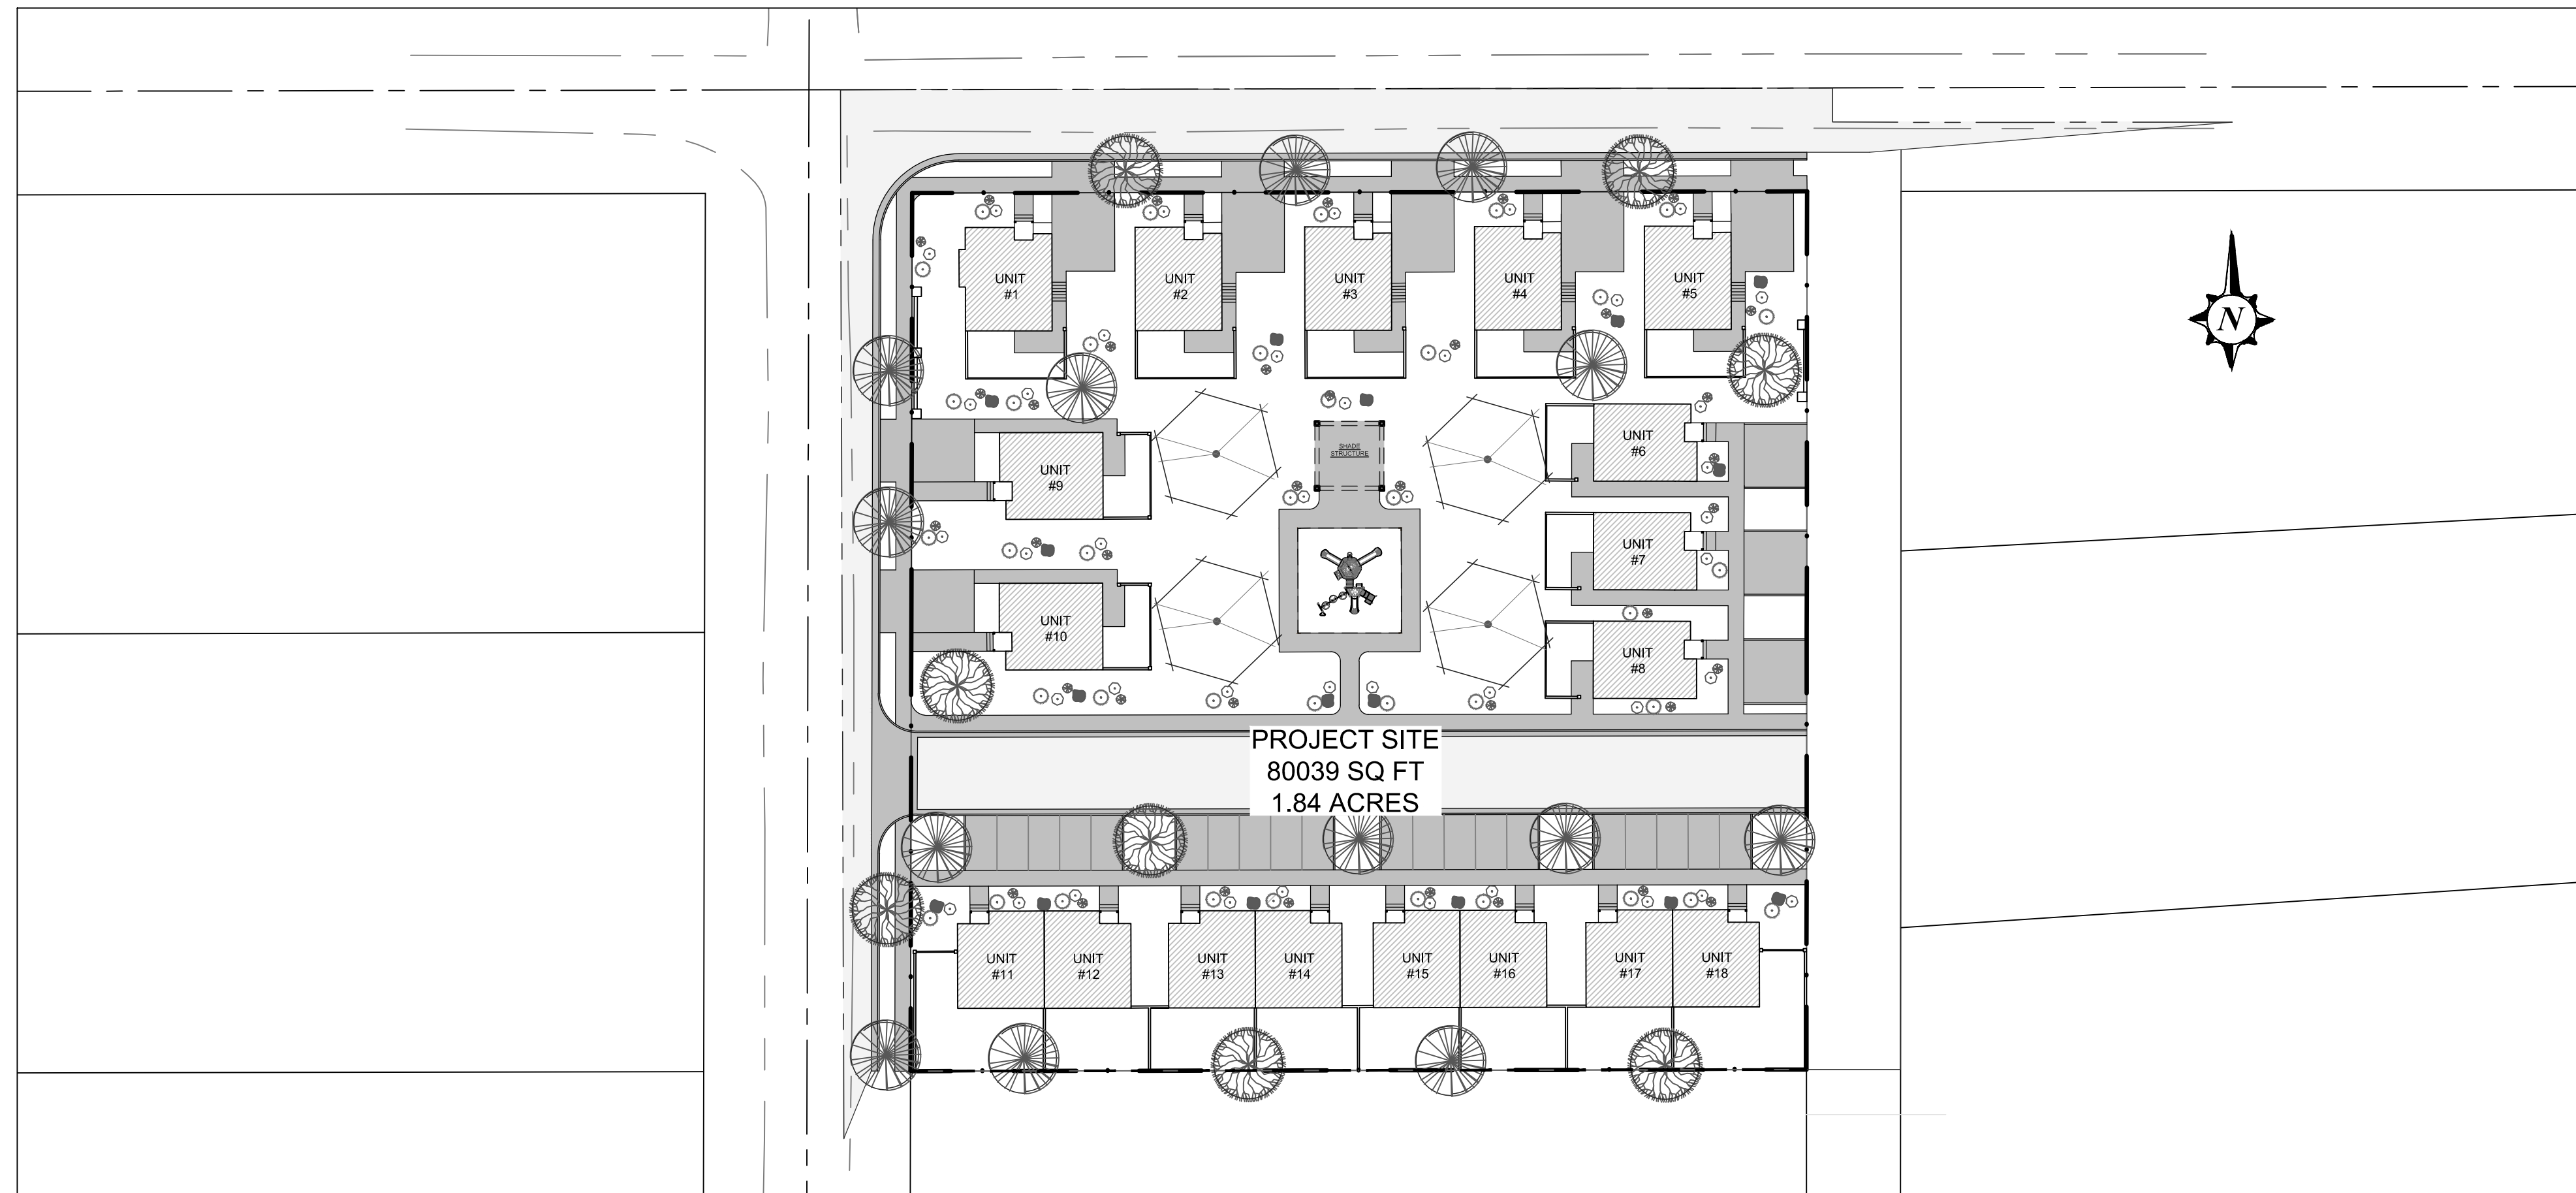 UNIT
#1
UNIT
#2
UNIT
#3
UNIT
#4
UNIT
#5
N
UNIT
#6
SHADE
STRUCTURE
UNIT
#9
UNIT
#7
UNIT
#10
UNIT
#8
PROJECT SITE
80039 SQ FT
1.84 ACRES
UNIT
#11
UNIT
#12
UNIT
#13
UNIT
#14
UNIT
#15
UNIT
#16
UNIT
#17
UNIT
#18